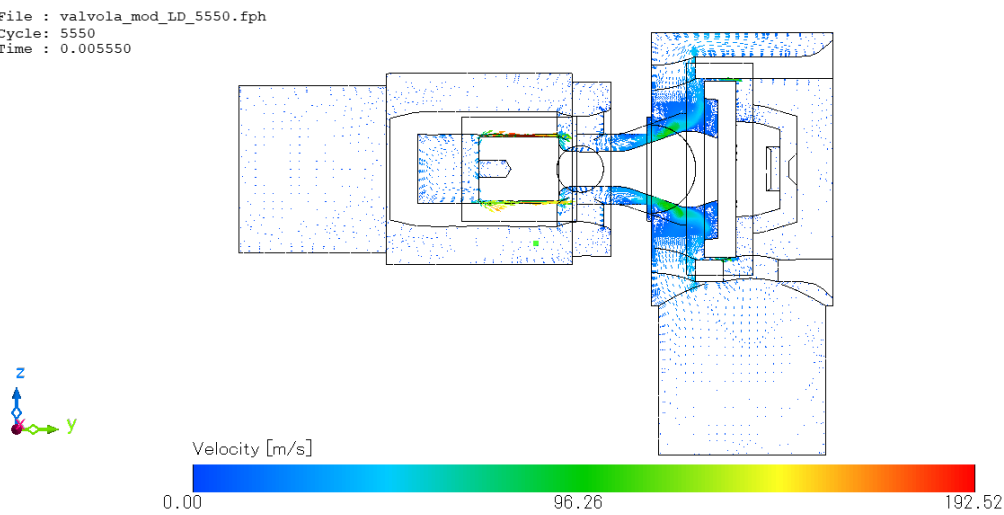 File : valvola_mod_LD_5550.fph
Cycle: 5550
Time : 0.005550
z
y
Velocity [m/s]
0.00 96.26 192.52